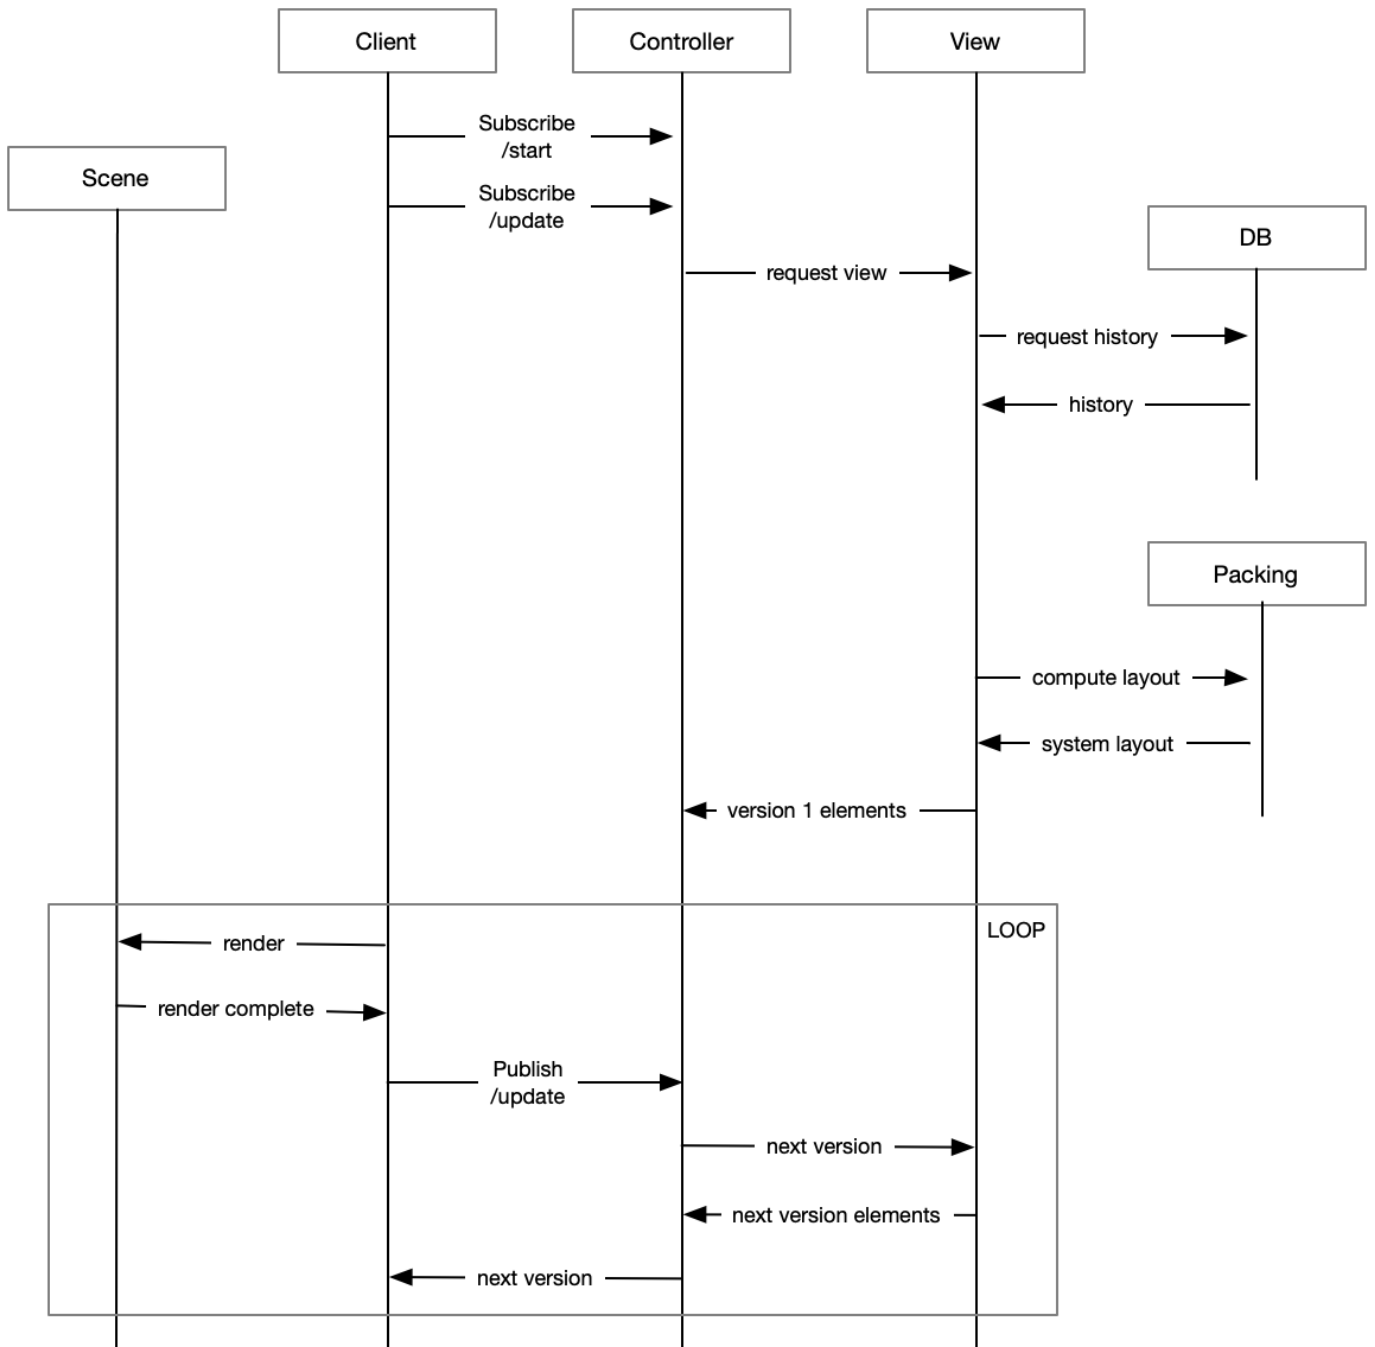 Client
Controller
View
Subscribe
/start
Scene
Subscribe
/update
DB
request view
request history
history
Packing
compute layout
system layout
version 1 elements
LOOP
render
render complete
Publish
/update
next version
next version elements
next version